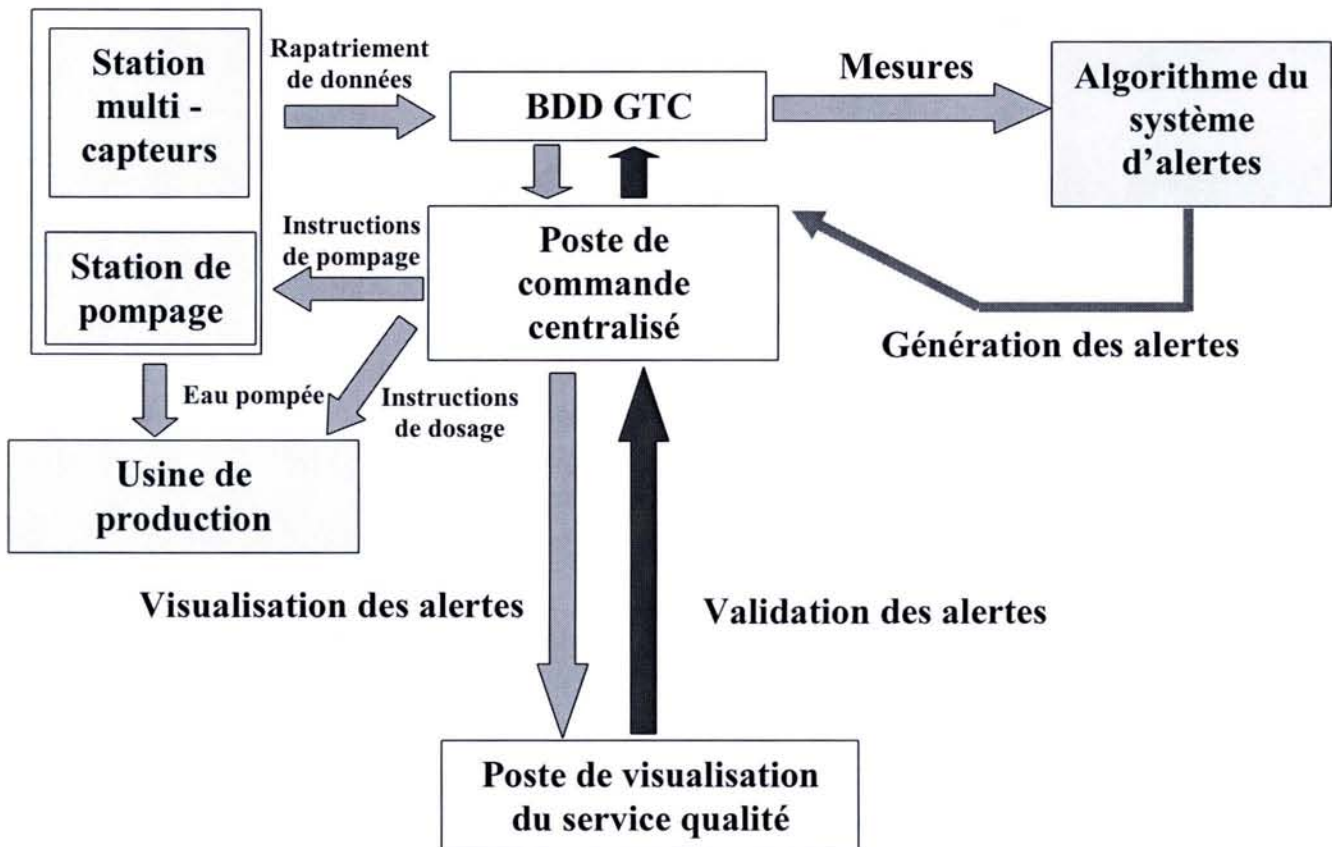 Station
multi -
capteurs
Rapatriement
de données
BDD GTC
Mesures
Algorithme du
système
d'alertes
Station de
pompage
Instructions
de pompage
Poste de
commande
centralisé
Génération des alertes
Eau pompée
Instructions
de dosage
Usine de
production
Visualisation des alertes
Validation des alertes
Poste de visualisation
du service qualité